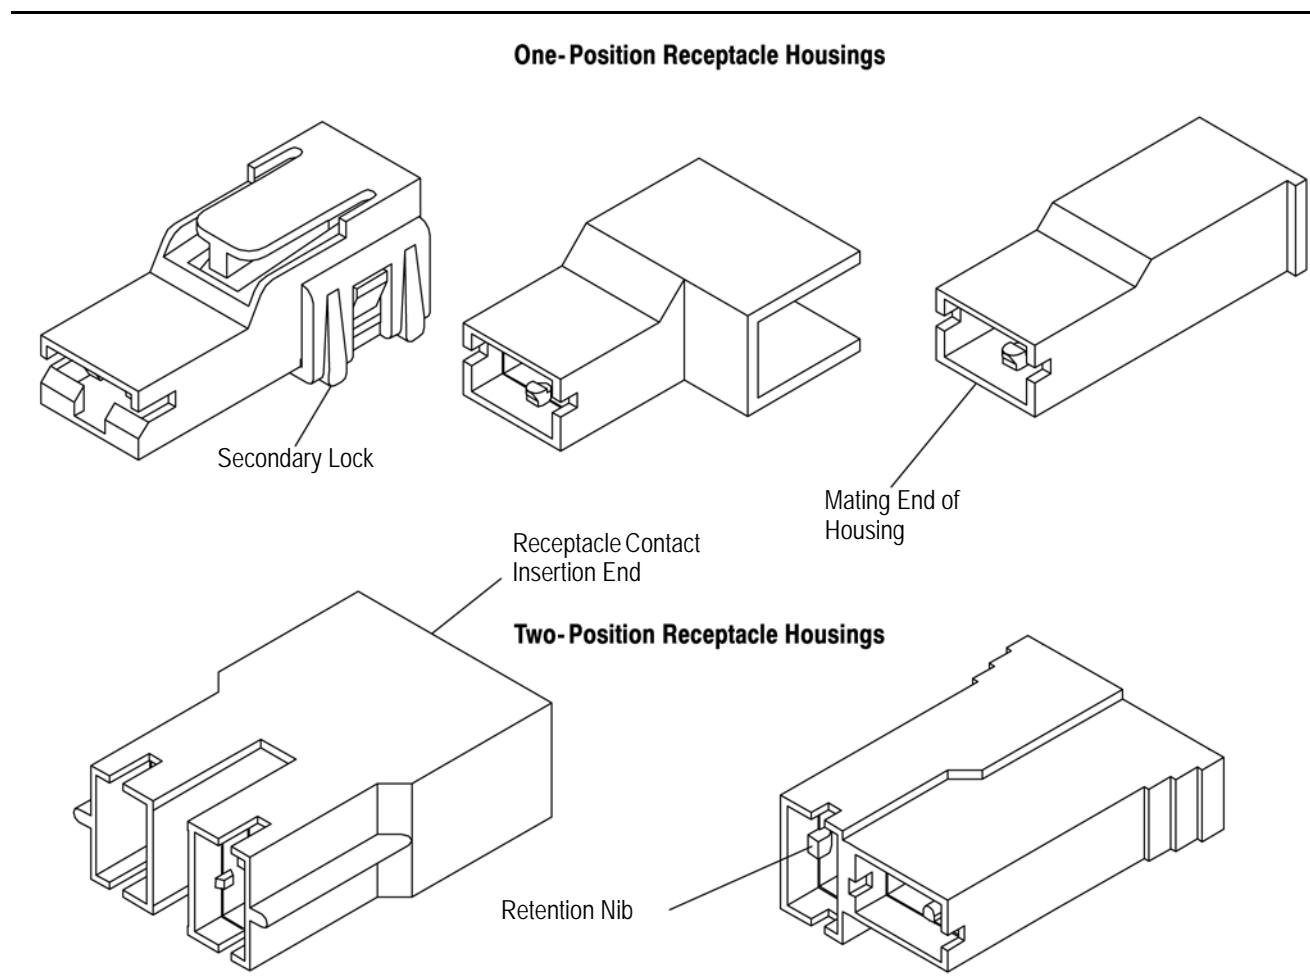 One-Position Receptacle Housings
Secondary Lock
Mating End of
Housing
Receptacle Contact
Insertion End
Two-Position Receptacle Housings
Retention Nib